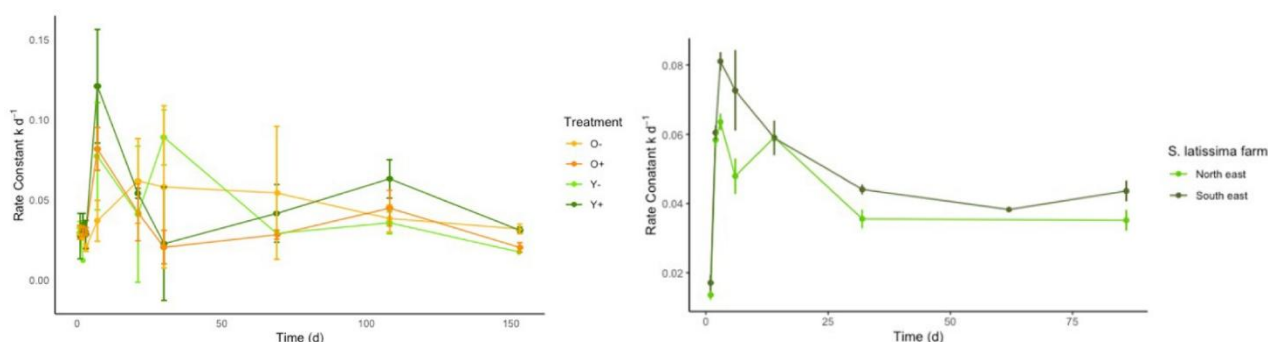 0.15
0.10
0.05
0.00
Rate Constant k d⁻¹
0 50 100 150
Time (d)
Treatment
O-
O+
Y-
Y+
0.08
0.06
0.04
0.02
Rate Conatant k d⁻¹
0 25 50 75
Time (d)
S. latissima farm
North east
South east